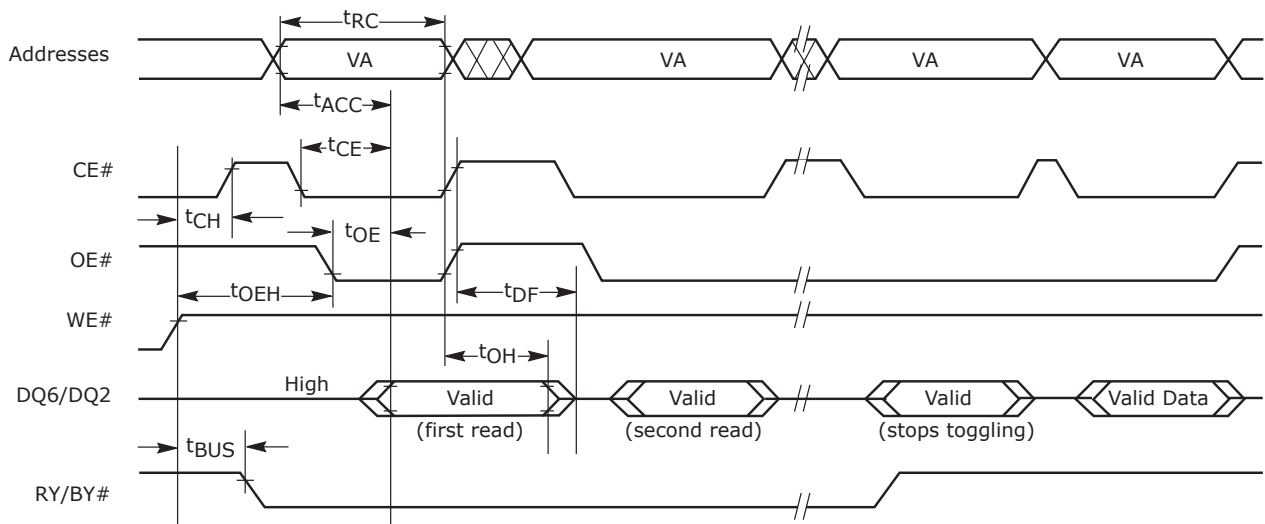 tRC
Addresses
VA
VA
VA
VA
tACC
tCE
CE#
tCH
tOE
OE#
tOEH
tDF
WE#
tOH
High
DQ6/DQ2
Valid
Valid
Valid
Valid Data
(first read)
(second read)
(stops toggling)
tBUS
RY/BY#